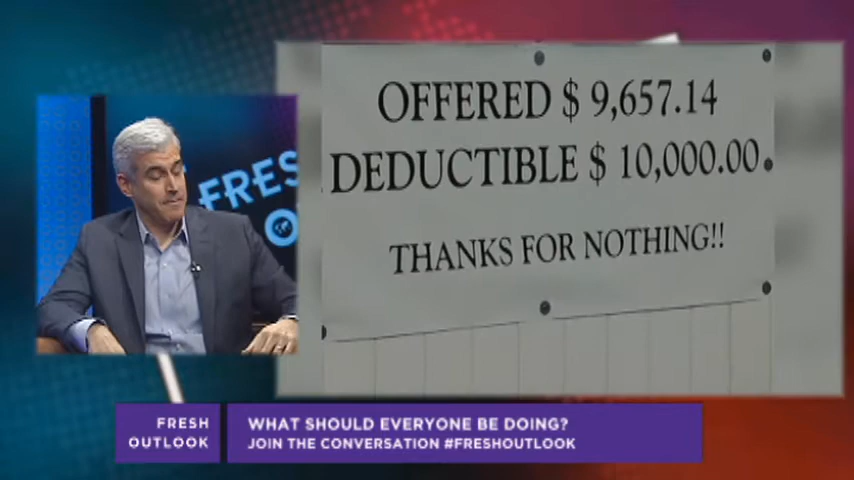 OFFERED $ 9,657.14
DEDUCTIBLE $ 10,000.00
THANKS FOR NOTHING!!
FRES
O
FRESH
OUTLOOK
WHAT SHOULD EVERYONE BE DOING?
JOIN THE CONVERSATION #FRESHOUTLOOK